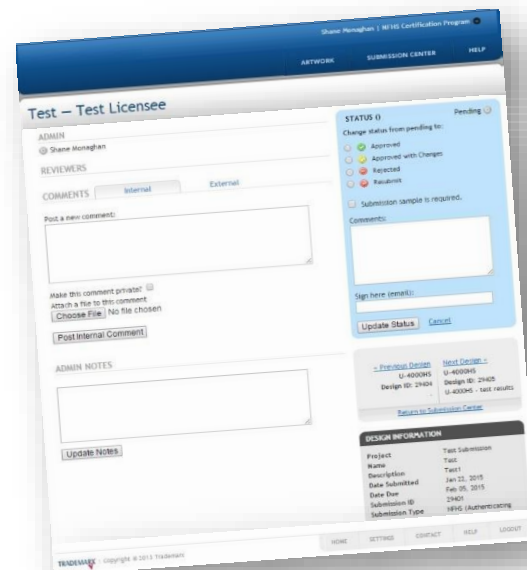 Shane Monaghan | NFHS Certification Program
ARTWORK SUBMISSION CENTER HELP
Test – Test Licensee
ADMIN
Shane Monaghan
REVIEWERS
COMMENTS Internal External
Post a new comment:
Make this comment private?
Attach a file to this comment
Choose File No file chosen
Post Internal Comment
ADMIN NOTES
Update Notes
STATUS () Pending
Change status from pending to:
Approved
Approved with Changes
Rejected
Resubmit
Submission sample is required.
Comments:
Sign here (email):
Update Status Cancel
« Previous Design
U-4000HS
Design ID: 29404
.
Next Design »
U-4000HS
Design ID: 29405
U-4000HS - test results
Return to Submission Center
DESIGN INFORMATION
Project Test Submission
Name Test
Description Test1
Date Submitted Jan 22, 2015
Date Due Feb 05, 2015
Submission ID 29401
Submission Type NFHS (Authenticating
HOME SETTINGS CONTACT HELP LOGOUT
TRADEMARX Copyright © 2013 Trademarx